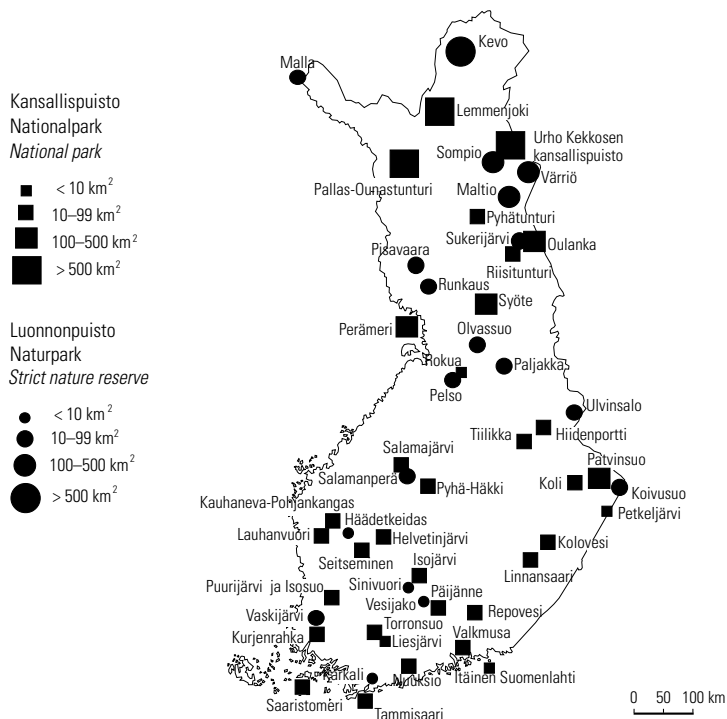 Kansallispuisto
Nationalpark
National park
< 10 km²
10–99 km²
100–500 km²
> 500 km²
Luonnonpuisto
Naturpark
Strict nature reserve
< 10 km²
10–99 km²
100–500 km²
> 500 km²
Kevo
Malla
Lemmenjoki
Urho Kekkosen
kansallispuisto
Sompio
Värriö
Pallas-Ounastunturi
Maltio
Pyhätunturi
Sukerijärvi
Oulanka
Pisavaara
Riisitunturi
Runkaus
Syöte
Perämeri
Olvassuo
Rokua
Paljakka
Pelso
Ulvinsalo
Tiilikka
Hiidenportti
Salamajärvi
Patvinsuo
Salamanperä
Pyhä-Häkki
Koli
Koivusuo
Kauhaneva-Pohjankangas
Petkeljärvi
Häädetkeidas
Lauhanvuori
Helvetinjärvi
Kolovesi
Seitseminen
Isojärvi
Linnansaari
Puurijärvi ja Isosuo
Sinivuori
Päijänne
Vesijako
Repovesi
Vaskijärvi
Torronsuo
Kurjenrahka
Liesjärvi
Valkmusa
Karkali
Nuuksio
Itäinen Suomenlahti
Saaristomeri
Tammisaari
0 50 100 km